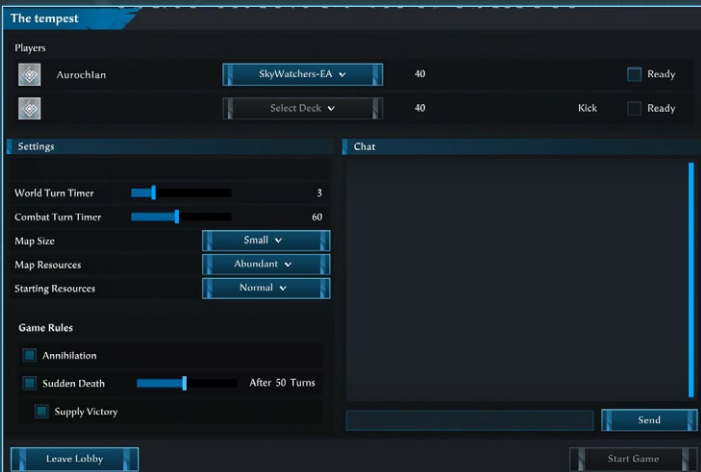 The tempest
Players
Aurochlan SkyWatchers-EA 40 Ready
Select Deck 40 Kick Ready
Settings
Chat
World Turn Timer 3
Combat Turn Timer 60
Map Size Small
Map Resources Abundant
Starting Resources Normal
Game Rules
Annihilation
Sudden Death After 50 Turns
Supply Victory
Send
Leave Lobby
Start Game